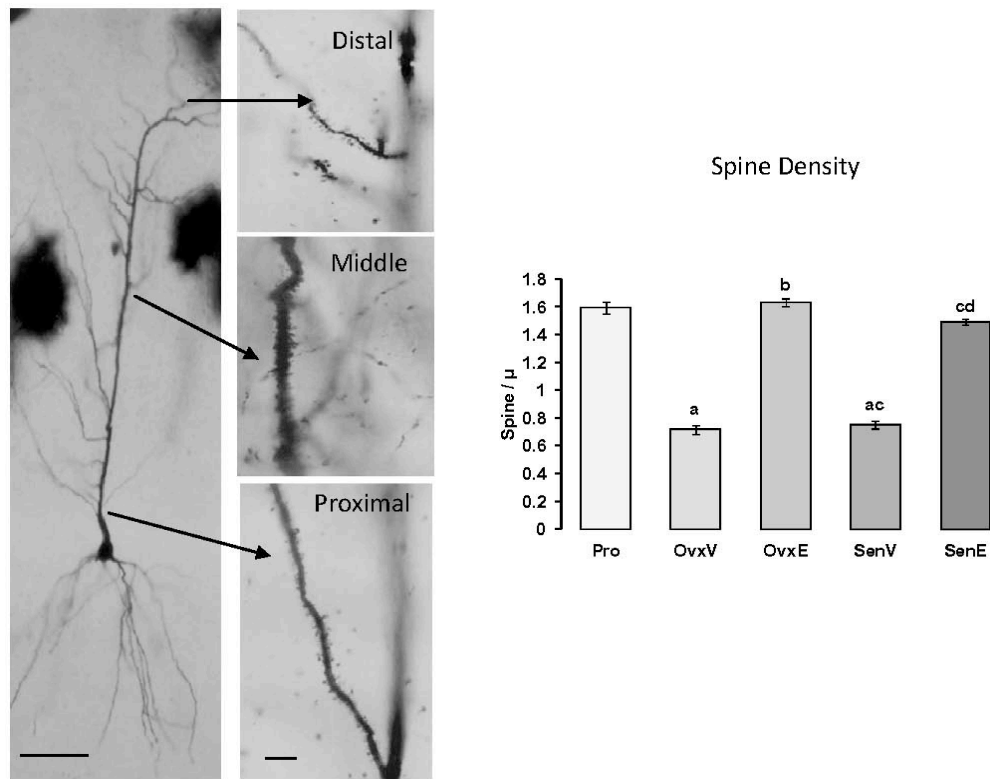 Distal
Middle
Proximal
Spine Density
Spine / μ
1.8
1.6
1.4
1.2
1
0.8
0.6
0.4
0.2
0
a
b
ac
cd
Pro OvxV OvxE SenV SenE